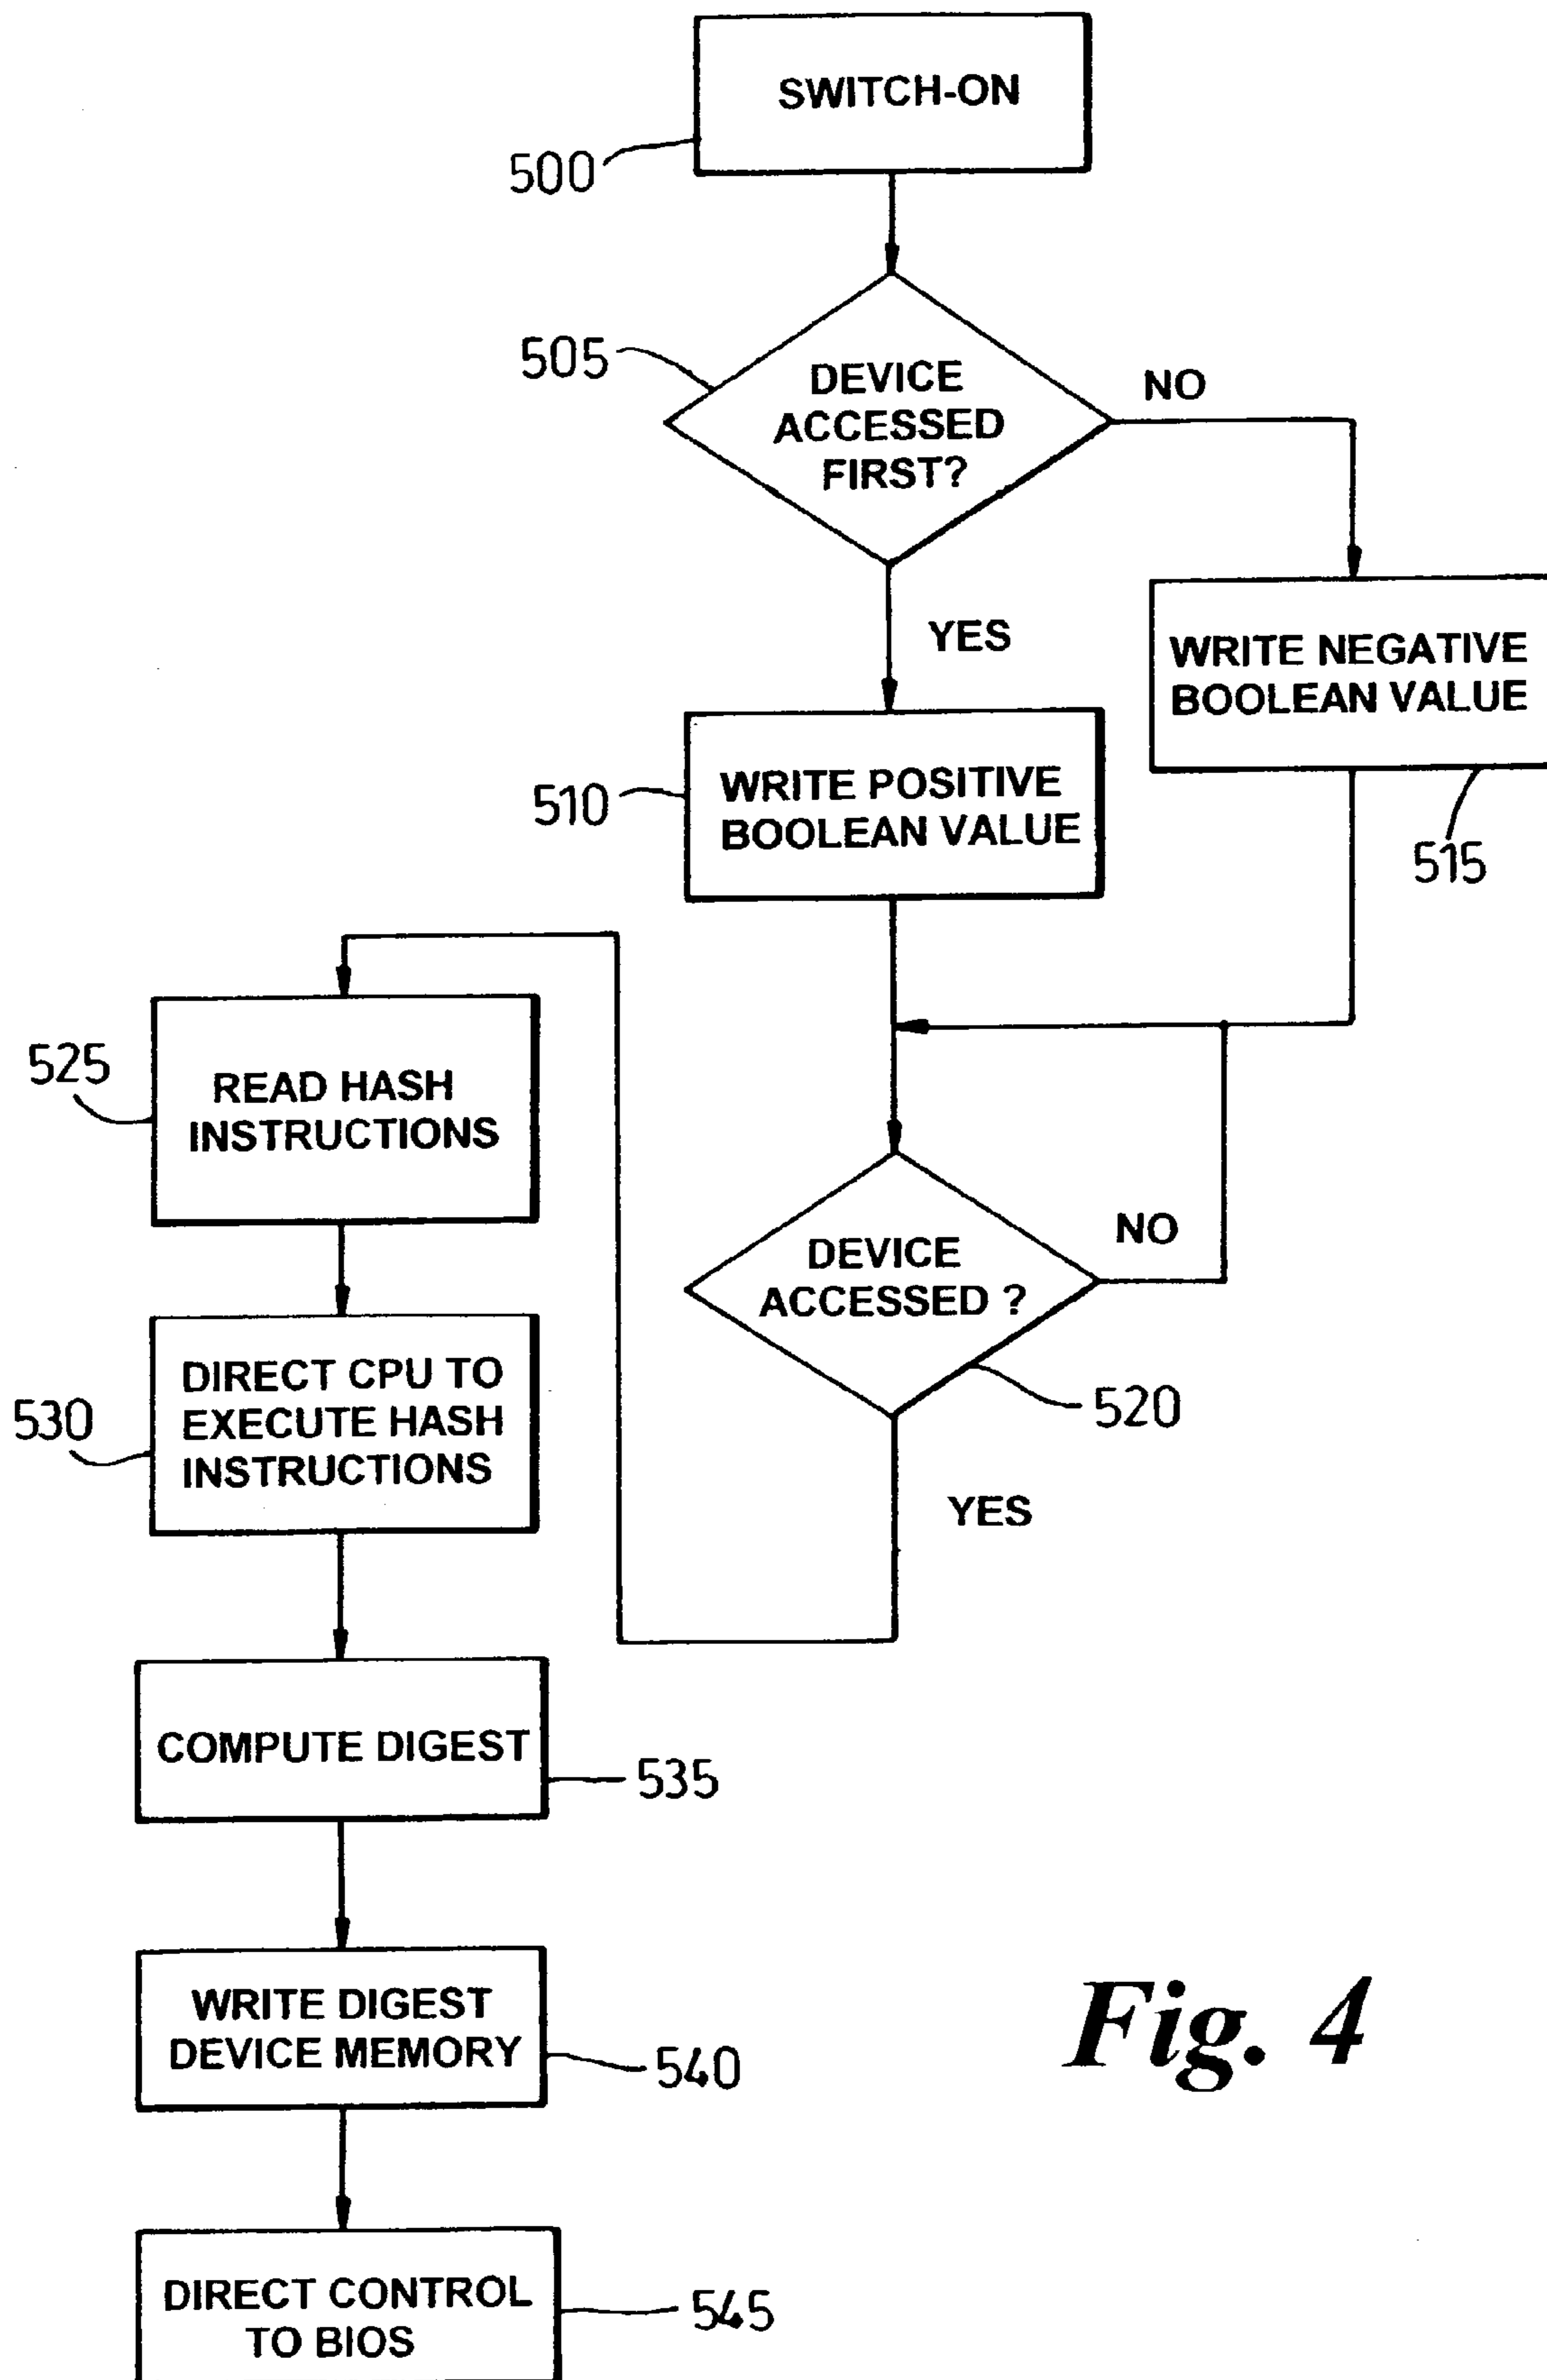 SWITCH-ON
500
505
DEVICE
ACCESSED
FIRST?
NO
YES
WRITE NEGATIVE
BOOLEAN VALUE
515
510
WRITE POSITIVE
BOOLEAN VALUE
525
READ HASH
INSTRUCTIONS
DEVICE
ACCESSED ?
NO
520
YES
530
DIRECT CPU TO
EXECUTE HASH
INSTRUCTIONS
COMPUTE DIGEST
535
WRITE DIGEST
DEVICE MEMORY
540
DIRECT CONTROL
TO BIOS
545
Fig. 4